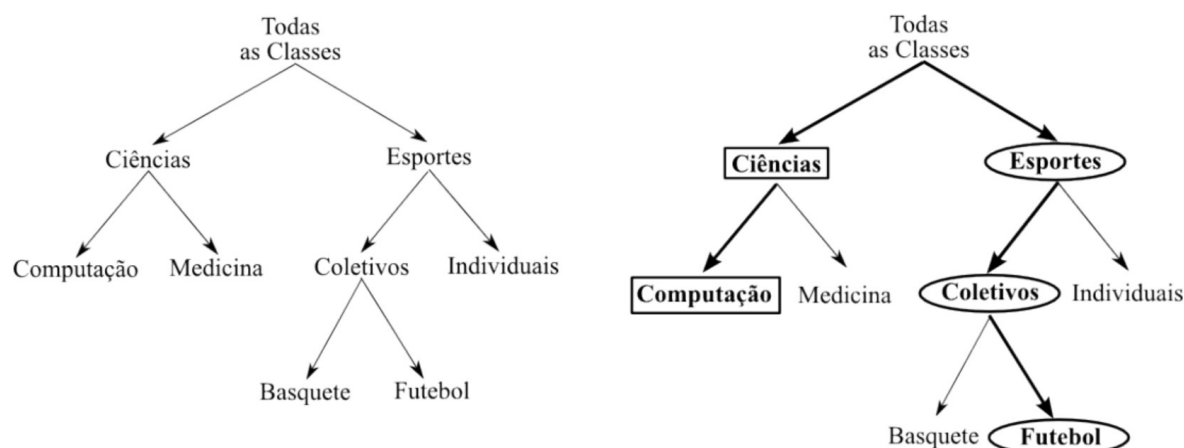 Todas
as Classes
Ciências
Esportes
Computação
Medicina
Coletivos
Individuais
Basquete
Futebol
Todas
as Classes
Ciências
Esportes
Computação
Medicina
Coletivos
Individuais
Basquete
Futebol